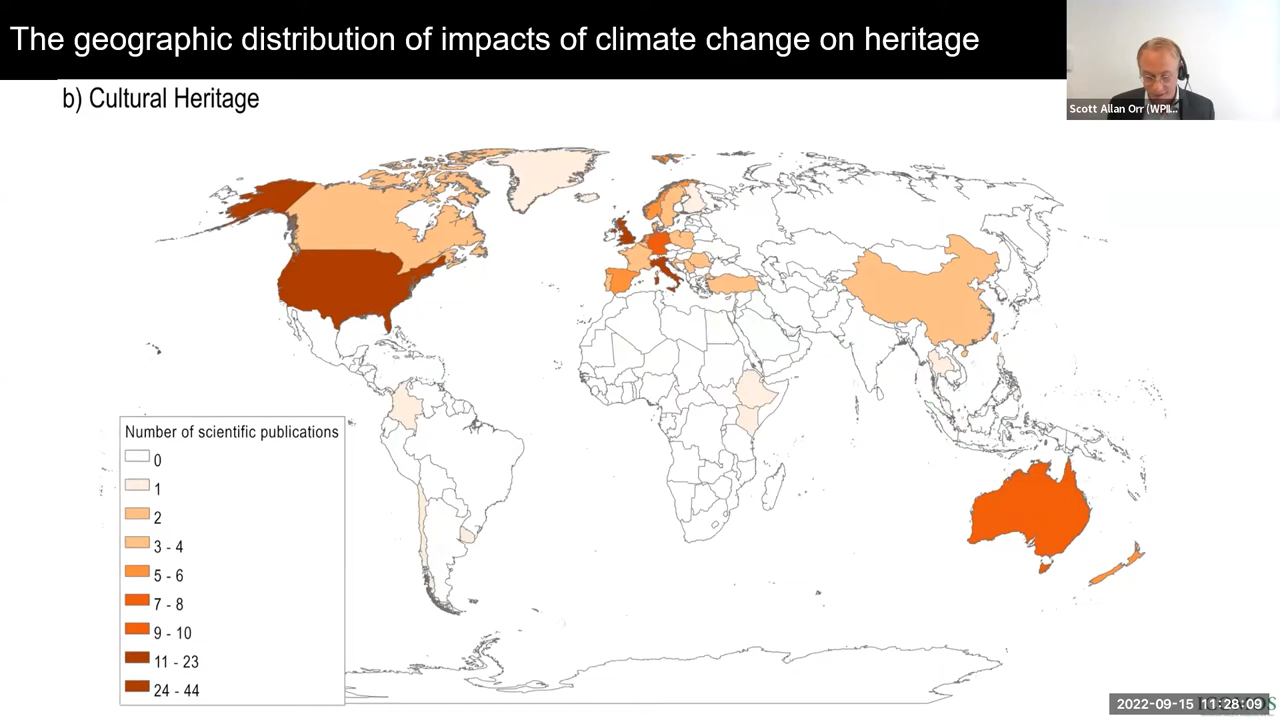 The geographic distribution of impacts of climate change on heritage
Scott Allan Orr (WPII...
b) Cultural Heritage
Number of scientific publications
0
1
2
3 - 4
5 - 6
7 - 8
9 - 10
11 - 23
24 - 44
2022-09-15 11:28:09